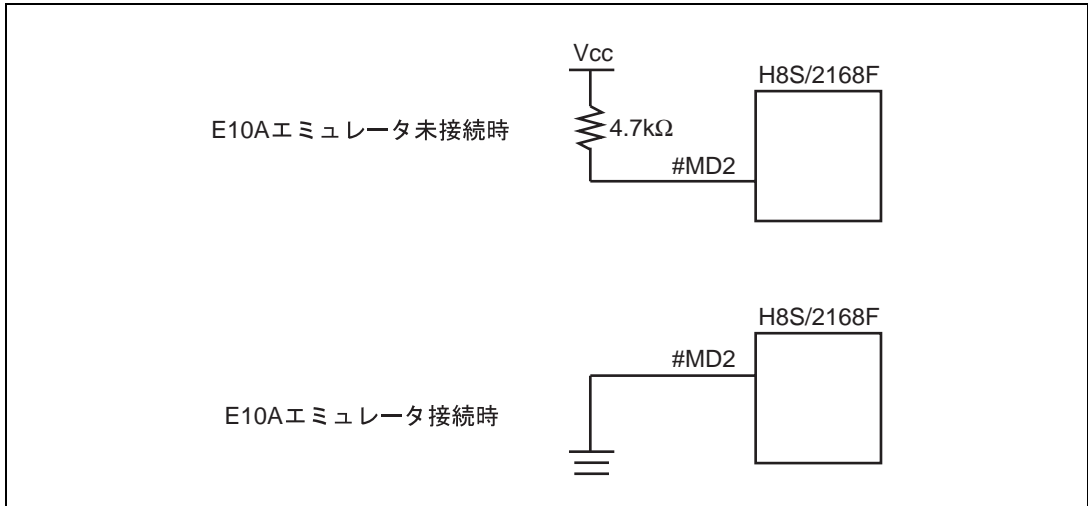 Vcc
H8S/2168F
E10Aエミュレータ未接続時
4.7kΩ
#MD2
H8S/2168F
#MD2
E10Aエミュレータ接続時